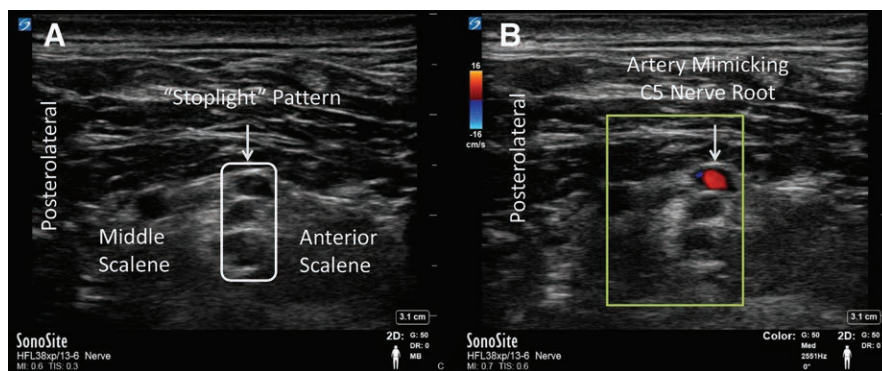 A
"Stoplight" Pattern
Posterolateral
Middle
Scalene
Anterior
Scalene
3.1 cm
SonoSite
HFL38xp/13-6 Nerve
MI: 0.6 TIS: 0.3
2D: G: 50
DR: 0
MB
C
B
16
-16
cm/s
Artery Mimicking
C5 Nerve Root
Posterolateral
3.1 cm
SonoSite
HFL38xp/13-6 Nerve
MI: 0.7 TIS: 0.6
Color: G: 50
Med
2551Hz
0°
2D: G: 50
DR: 0